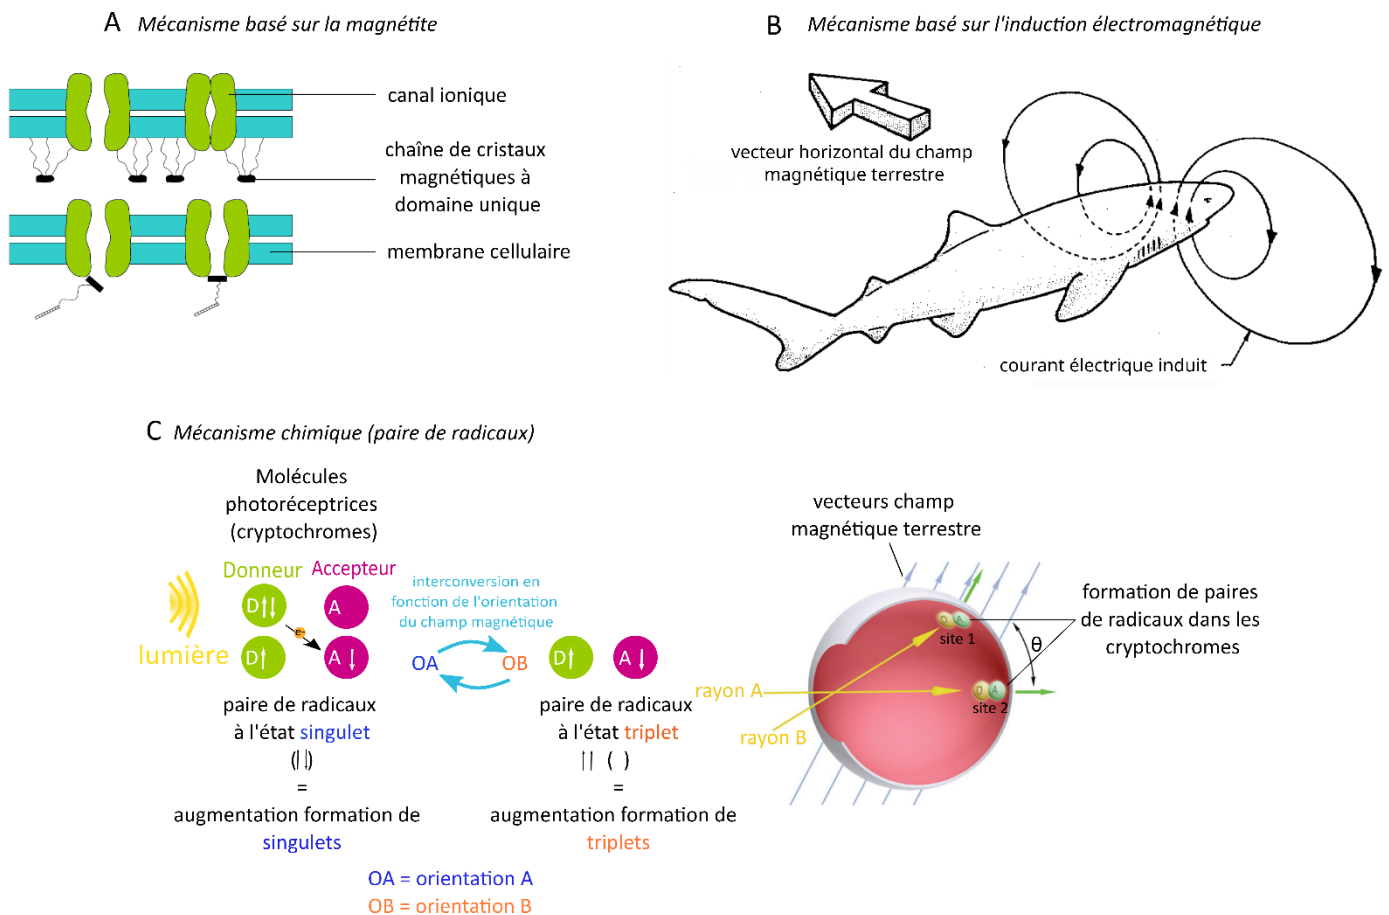 A Mécanisme basé sur la magnétite
canal ionique
chaîne de cristaux
magnétiques à
domaine unique
membrane cellulaire
B Mécanisme basé sur l'induction électromagnétique
vecteur horizontal du champ
magnétique terrestre
courant électrique induit
C Mécanisme chimique (paire de radicaux)
Molécules
photoréceptrices
(cryptochromes)
Donneur Accepteur
D A
e-
lumière
D A
interconversion en
fonction de l'orientation
du champ magnétique
OA OB
D A
paire de radicaux
à l'état singulet
(⇃↾)
=
augmentation formation de
singulets
paire de radicaux
à l'état triplet
↾↾ ( )
=
augmentation formation de
triplets
OA = orientation A
OB = orientation B
vecteurs champ
magnétique terrestre
formation de paires
de radicaux dans les
cryptochromes
D A
site 1
θ
D A
site 2
rayon A
rayon B